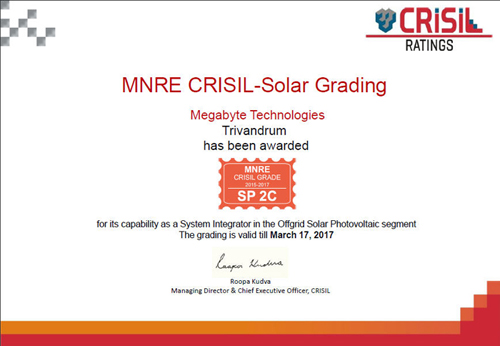 CRISIL
RATINGS
MNRE CRISIL-Solar Grading
Megabyte Technologies
Trivandrum
has been awarded
MNRE
CRISIL GRADE
2016-2017
SP 2C
for its capability as a System Integrator in the Offgrid Solar Photovoltaic segment
The grading is valid till March 17, 2017
Roopa Kudva
Roopa Kudva
Managing Director & Chief Executive Officer, CRISIL